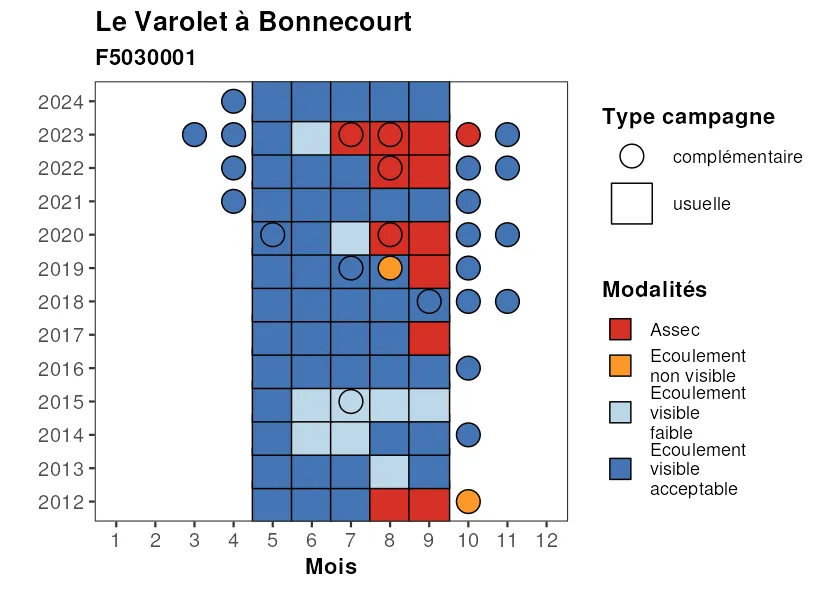 Le Varolet à Bonnecourt
F5030001
2024
2023
2022
2021
2020
2019
2018
2017
2016
2015
2014
2013
2012
1 2 3 4 5 6 7 8 9 10 11 12
Mois
Type campagne
complémentaire
usuelle
Modalités
Assec
Ecoulement
non visible
Ecoulement
visible
faible
Ecoulement
visible
acceptable